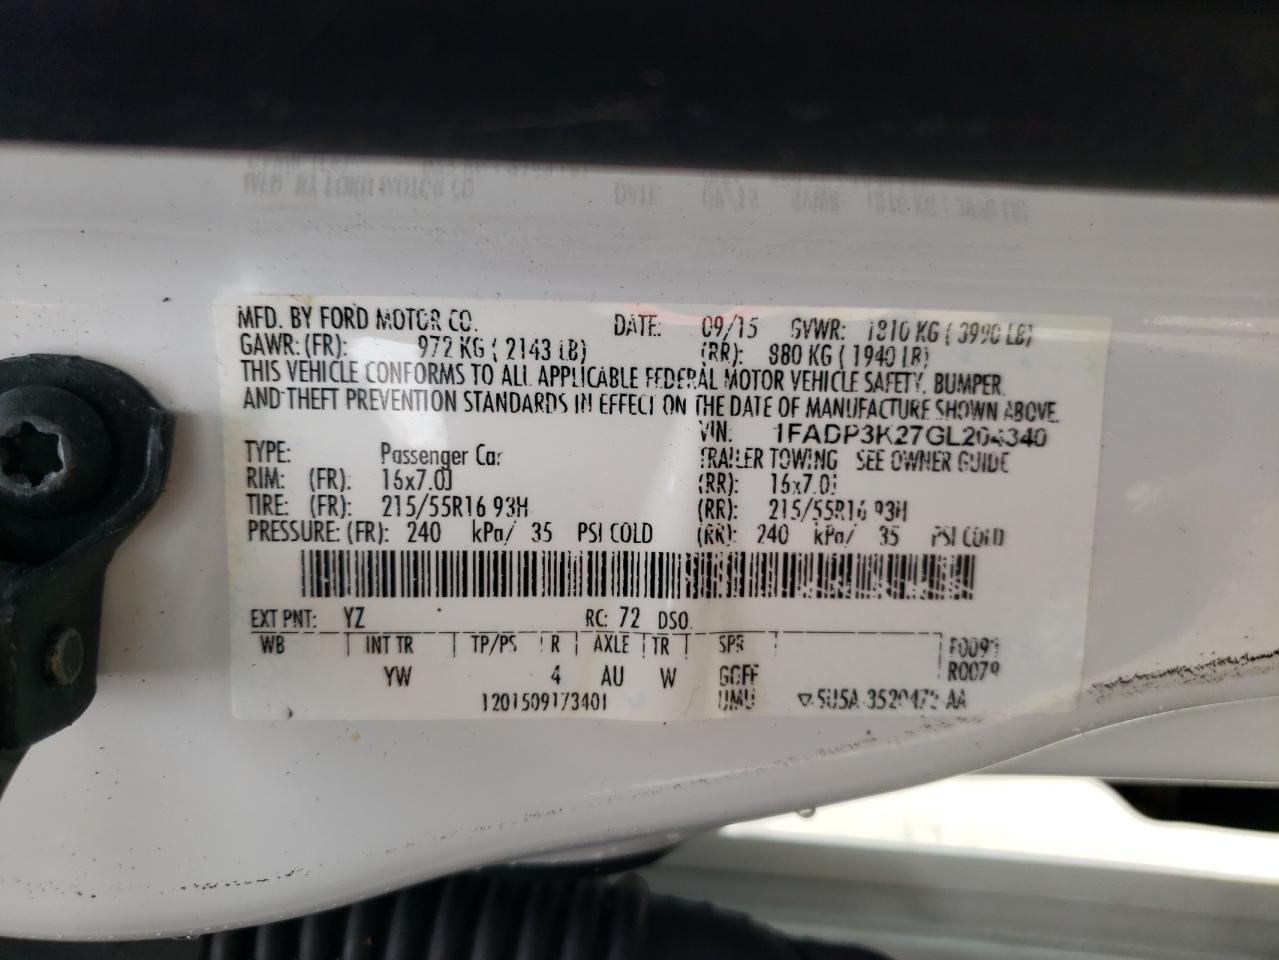 MFD. BY FORD MOTOR CO. DATE: 09/15 GVWR: 1810 KG ( 3990 LB)
GAWR: (FR): 972 KG ( 2143 LB) (RR): 880 KG ( 1940 LB)
THIS VEHICLE CONFORMS TO ALL APPLICABLE FEDERAL MOTOR VEHICLE SAFETY, BUMPER,
AND THEFT PREVENTION STANDARDS IN EFFECT ON THE DATE OF MANUFACTURE SHOWN ABOVE.
VIN: 1FADP3K27GL204340
TYPE: Passenger Car TRAILER TOWING SEE OWNER GUIDE
RIM: (FR): 16x7.0J (RR): 16x7.0J
TIRE: (FR): 215/55R16 93H (RR): 215/55R16 93H
PRESSURE: (FR): 240 kPa/ 35 PSI COLD (RR): 240 kPa/ 35 PSI COLD
EXT PNT: YZ RC: 72 DSO:
WB INT TR TP/PS R AXLE TR SPR
YW 4 AU W GCFF R0079
1201509173401 UMU